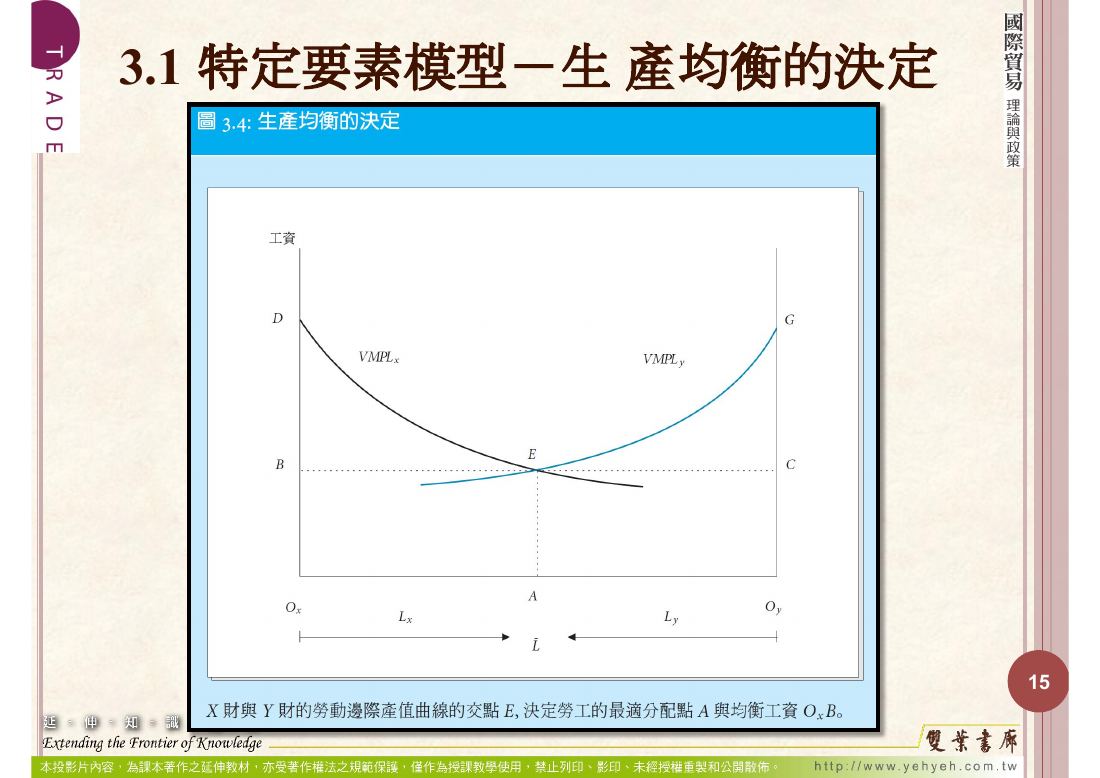 TRADE
3.1 特定要素模型－生 產均衡的決定
國際貿易 理論與政策
圖 3.4: 生產均衡的決定
工資
D
G
VMPLx
VMPLy
E
B
C
A
Ox
Oy
Lx
Ly
L̄
15
X 財與 Y 財的勞動邊際產值曲線的交點 E, 決定勞工的最適分配點 A 與均衡工資 OxB。
延・伸・知・識
Extending the Frontier of Knowledge
雙葉書廊
本投影片內容，為課本著作之延伸教材，亦受著作權法之規範保護，僅作為授課教學使用，禁止列印、影印、未經授權重製和公開散佈。
http://www.yehyeh.com.tw